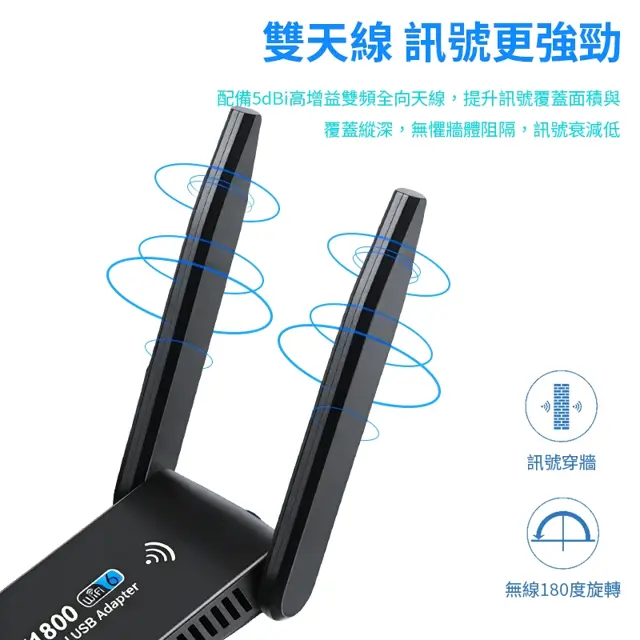 雙天線 訊號更強勁
配備5dBi高增益雙頻全向天線，提升訊號覆蓋面積與
覆蓋縱深，無懼牆體阻隔，訊號衰減低
訊號穿牆
無線180度旋轉
1800 WiFi 6
USB Adapter